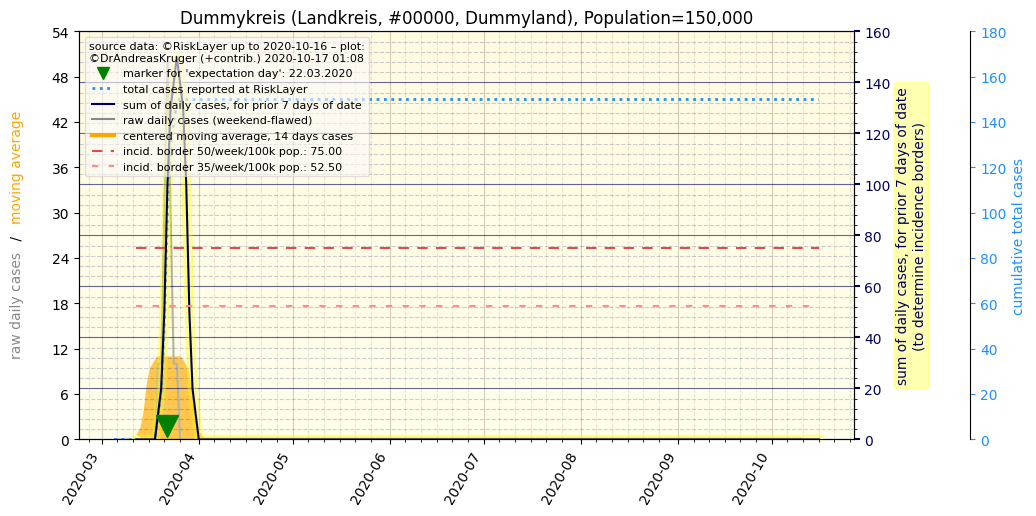 Dummykreis (Landkreis, #00000, Dummyland), Population=150,000
source data: ©RiskLayer up to 2020-10-16 – plot:
©DrAndreasKruger (+contrib.) 2020-10-17 01:08
marker for 'expectation day': 22.03.2020
total cases reported at RiskLayer
sum of daily cases, for prior 7 days of date
raw daily cases (weekend-flawed)
centered moving average, 14 days cases
incid. border 50/week/100k pop.: 75.00
incid. border 35/week/100k pop.: 52.50
raw daily cases / moving average
54
48
42
36
30
24
18
12
6
0
2020-03
2020-04
2020-05
2020-06
2020-07
2020-08
2020-09
2020-10
160
140
120
100
80
60
40
20
0
sum of daily cases, for prior 7 days of date
(to determine incidence borders)
180
160
140
120
100
80
60
40
20
0
cumulative total cases